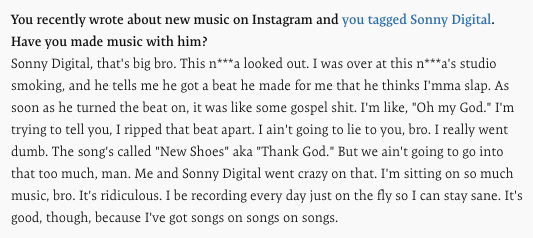 You recently wrote about new music on Instagram and you tagged Sonny Digital.
Have you made music with him?
Sonny Digital, that's big bro. This n***a looked out. I was over at this n***a's studio
smoking, and he tells me he got a beat he made for me that he thinks I'mma slap. As
soon as he turned the beat on, it was like some gospel shit. I'm like, "Oh my God." I'm
trying to tell you, I ripped that beat apart. I ain't going to lie to you, bro. I really went
dumb. The song's called "New Shoes" aka "Thank God." But we ain't going to go into
that too much, man. Me and Sonny Digital went crazy on that. I'm sitting on so much
music, bro. It's ridiculous. I be recording every day just on the fly so I can stay sane. It's
good, though, because I've got songs on songs on songs.